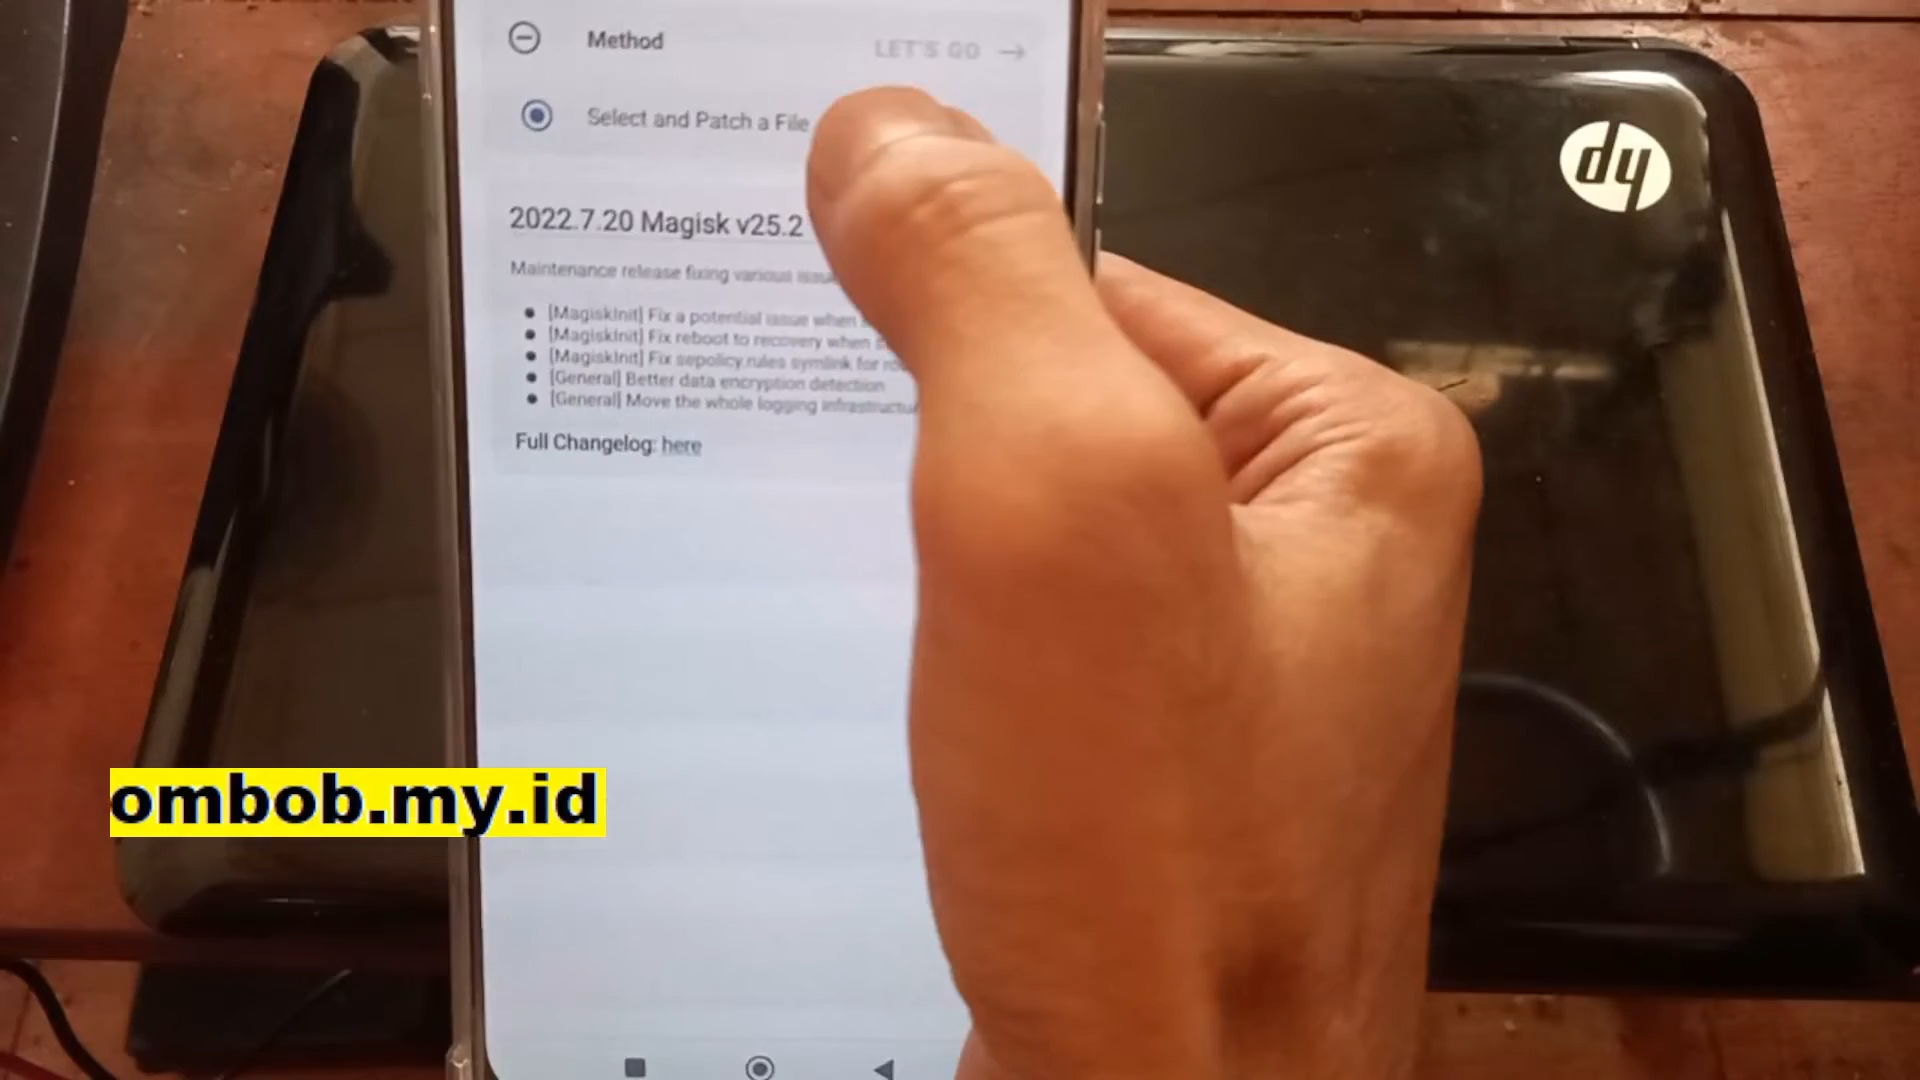 Method
LET'S GO →
Select and Patch a File
2022.7.20 Magisk v25.2
Maintenance release fixing various
[MagiskInit] Fix a potential issue when
[MagiskInit] Fix reboot to recovery when
[MagiskInit] Fix sepolicy.rules symlink for
[General] Better data encryption detection
[General] Move the whole logging
Full Changelog: here
hp
ombob.my.id